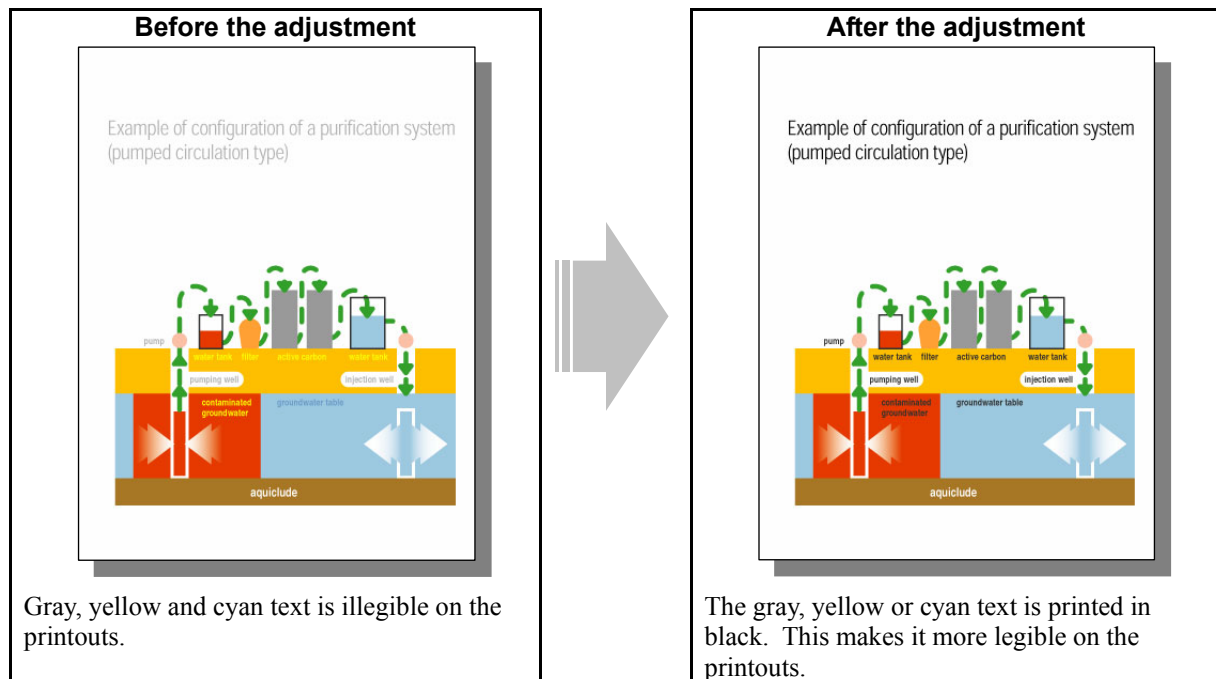 Before the adjustment
Example of configuration of a purification system
(pumped circulation type)
pump
water tank
filter
active carbon
water tank
pumping well
injection well
contaminated
groundwater
groundwater table
aquiclude
Gray, yellow and cyan text is illegible on the
printouts.
After the adjustment
Example of configuration of a purification system
(pumped circulation type)
pump
water tank
filter
active carbon
water tank
pumping well
injection well
contaminated
groundwater
groundwater table
aquiclude
The gray, yellow or cyan text is printed in
black.  This makes it more legible on the
printouts.